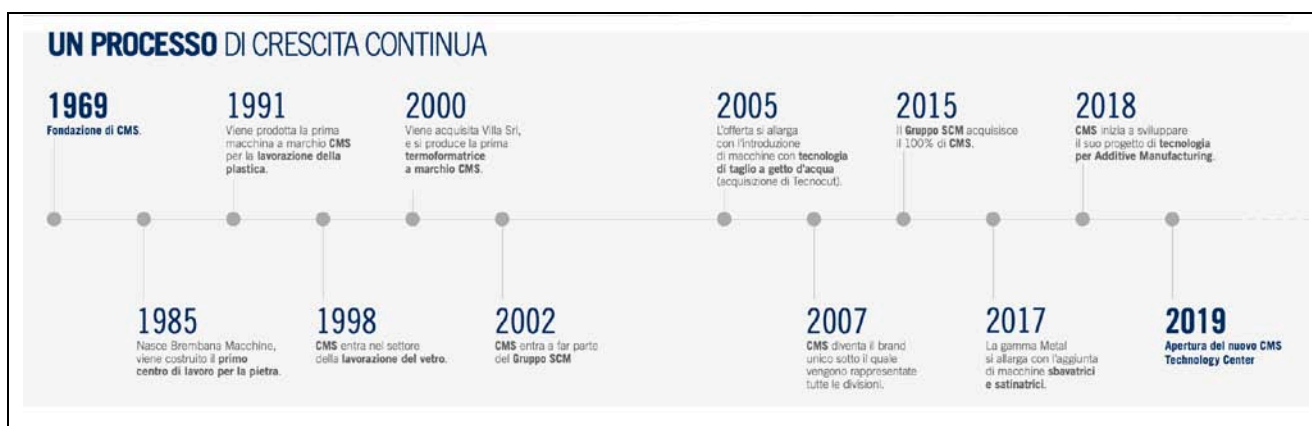 UN PROCESSO DI CRESCITA CONTINUA
1969
Fondazione di CMS.
1991
Viene prodotta la prima
macchina a marchio CMS
per la lavorazione della
plastica.
2000
Viene acquisita Villa Srl,
e si produce la prima
termoformatrice
a marchio CMS.
2005
L'offerta si allarga
con l'introduzione
di macchine con tecnologia
di taglio a getto d'acqua
(acquisizione di Tecnocut).
2015
Il Gruppo SCM acquisisce
il 100% di CMS.
2018
CMS inizia a sviluppare
il suo progetto di tecnologia
per Additive Manufacturing.
1985
Nasce Brembana Macchine,
viene costruito il primo
centro di lavoro per la pietra.
1998
CMS entra nel settore
della lavorazione del vetro.
2002
CMS entra a far parte
del Gruppo SCM
2007
CMS diventa il brand
unico sotto il quale
vengono rappresentate
tutte le divisioni.
2017
La gamma Metal
si allarga con l'aggiunta
di macchine sbavatrici
e satinatrici.
2019
Apertura del nuovo CMS
Technology Center